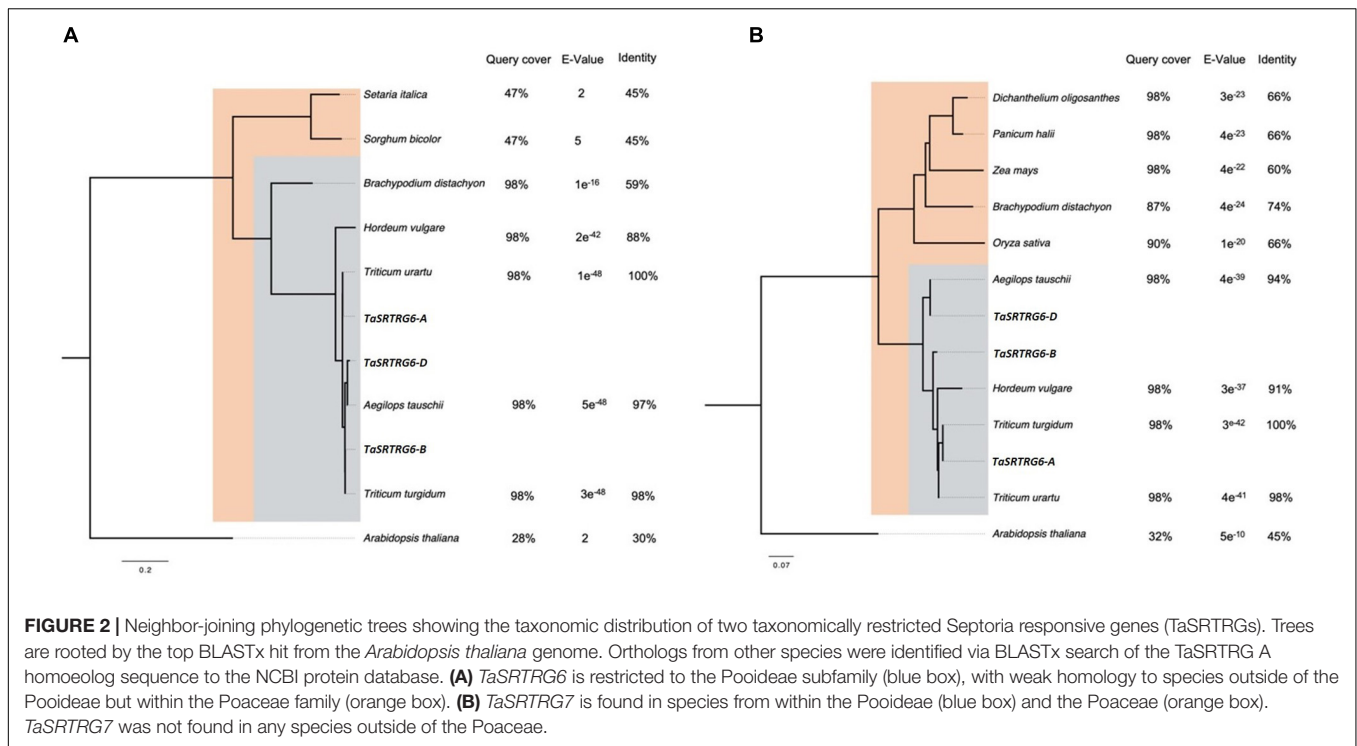 A
Query cover E-Value Identity
Setaria italica 47% 2 45%
Sorghum bicolor 47% 5 45%
Brachypodium distachyon 98% 1e-16 59%
Hordeum vulgare 98% 2e-42 88%
Triticum urartu 98% 1e-48 100%
TaSRTRG6-A
TaSRTRG6-D
Aegilops tauschii 98% 5e-48 97%
TaSRTRG6-B
Triticum turgidum 98% 3e-48 98%
Arabidopsis thaliana 28% 2 30%
0.2
B
Query cover E-Value Identity
Dichanthelium oligosanthes 98% 3e-23 66%
Panicum halii 98% 4e-23 66%
Zea mays 98% 4e-22 60%
Brachypodium distachyon 87% 4e-24 74%
Oryza sativa 90% 1e-20 66%
Aegilops tauschii 98% 4e-39 94%
TaSRTRG6-D
TaSRTRG6-B
Hordeum vulgare 98% 3e-37 91%
Triticum turgidum 98% 3e-42 100%
TaSRTRG6-A
Triticum urartu 98% 4e-41 98%
Arabidopsis thaliana 32% 5e-10 45%
0.07
FIGURE 2 | Neighbor-joining phylogenetic trees showing the taxonomic distribution of two taxonomically restricted Septoria responsive genes (TaSRTRGs). Trees
are rooted by the top BLASTx hit from the Arabidopsis thaliana genome. Orthologs from other species were identified via BLASTx search of the TaSRTRG A
homoeolog sequence to the NCBI protein database. (A) TaSRTRG6 is restricted to the Pooideae subfamily (blue box), with weak homology to species outside of the
Pooideae but within the Poaceae family (orange box). (B) TaSRTRG7 is found in species from within the Pooideae (blue box) and the Poaceae (orange box).
TaSRTRG7 was not found in any species outside of the Poaceae.